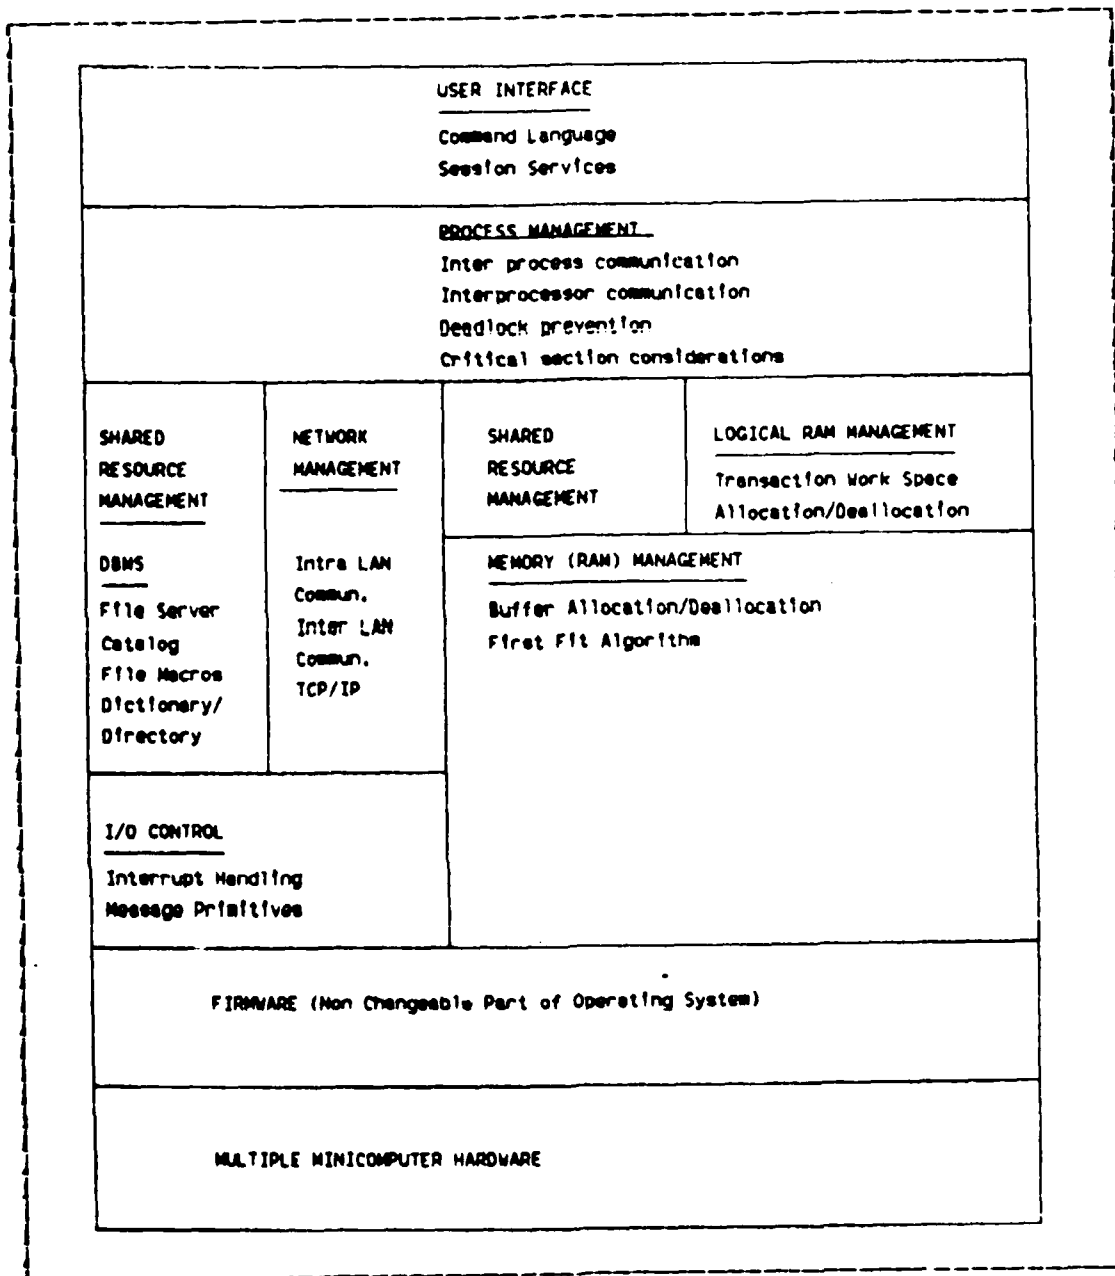 USER INTERFACE
Command Language
Session Services
PROCESS MANAGEMENT
Inter process communication
Interprocessor communication
Deadlock prevention
Critical section considerations
SHARED
RESOURCE
MANAGEMENT
DBMS
File Server
Catalog
File Macros
Dictionary/
Directory
NETWORK
MANAGEMENT
Intra LAN
Commun.
Inter LAN
Commun.
TCP/IP
SHARED
RESOURCE
MANAGEMENT
LOGICAL RAM MANAGEMENT
Transaction Work Space
Allocation/Deallocation
MEMORY (RAM) MANAGEMENT
Buffer Allocation/Deallocation
First Fit Algorithm
I/O CONTROL
Interrupt Handling
Message Primitives
FIRMWARE (Non Changeable Part of Operating System)
MULTIPLE MINICOMPUTER HARDWARE